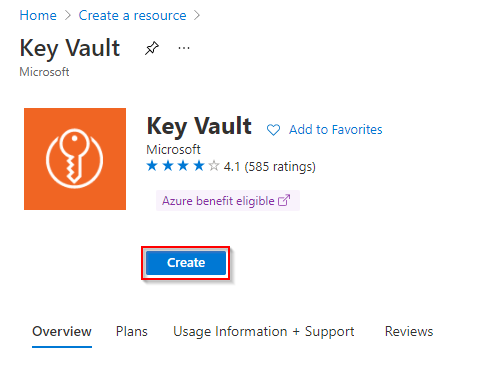 Home > Create a resource >
Key Vault ...
Microsoft
Key Vault Add to Favorites
Microsoft
4.1 (585 ratings)
Azure benefit eligible
Create
Overview Plans Usage Information + Support Reviews